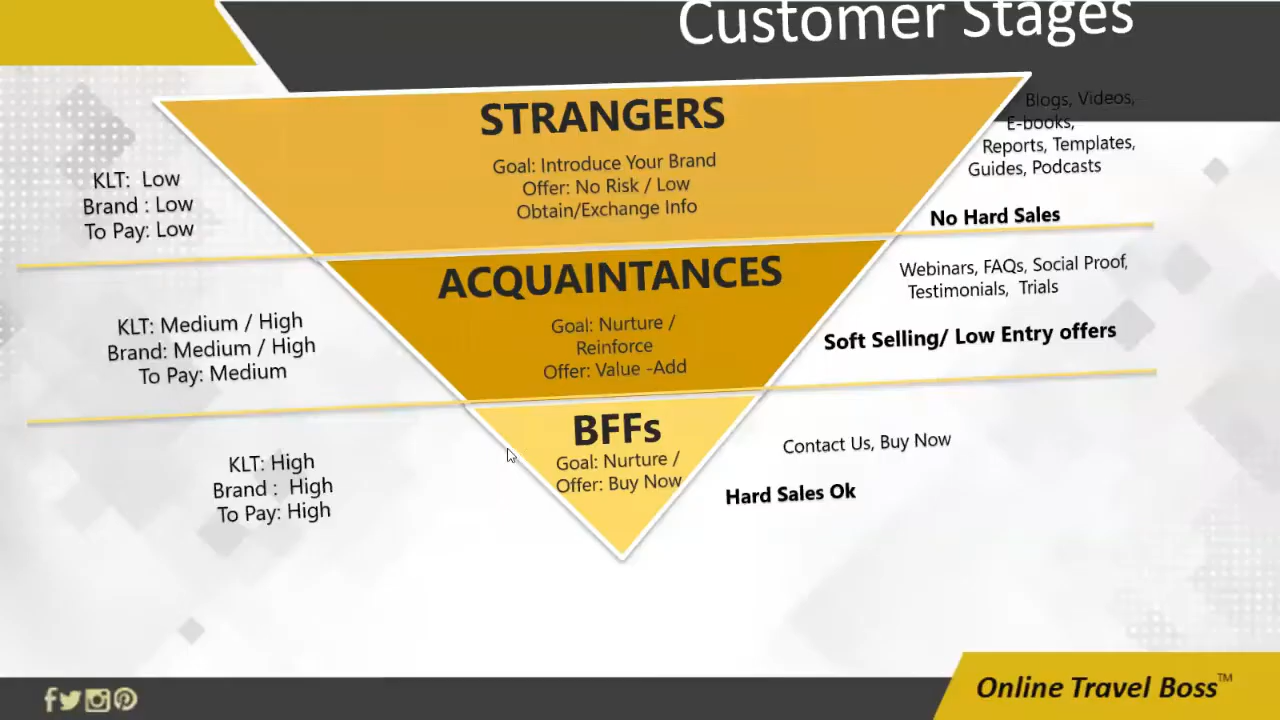 Customer Stages
STRANGERS
Goal: Introduce Your Brand
Offer: No Risk / Low
Obtain/Exchange Info
KLT: Low
Brand : Low
To Pay: Low
Blogs, Videos,
E-books,
Reports, Templates,
Guides, Podcasts
No Hard Sales
ACQUAINTANCES
Goal: Nurture /
Reinforce
Offer: Value -Add
KLT: Medium / High
Brand: Medium / High
To Pay: Medium
Webinars, FAQs, Social Proof,
Testimonials, Trials
Soft Selling/ Low Entry offers
BFFs
Goal: Nurture /
Offer: Buy Now
KLT: High
Brand : High
To Pay: High
Contact Us, Buy Now
Hard Sales Ok
Online Travel Boss™